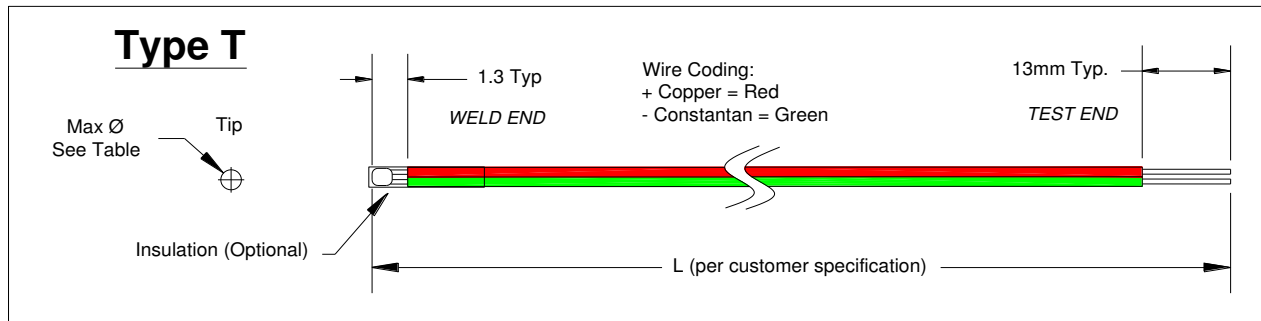 Type T
1.3 Typ
Wire Coding:
+ Copper = Red
- Constantan = Green
13mm Typ.
WELD END
TEST END
Max Ø
See Table
Tip
Insulation (Optional)
L (per customer specification)